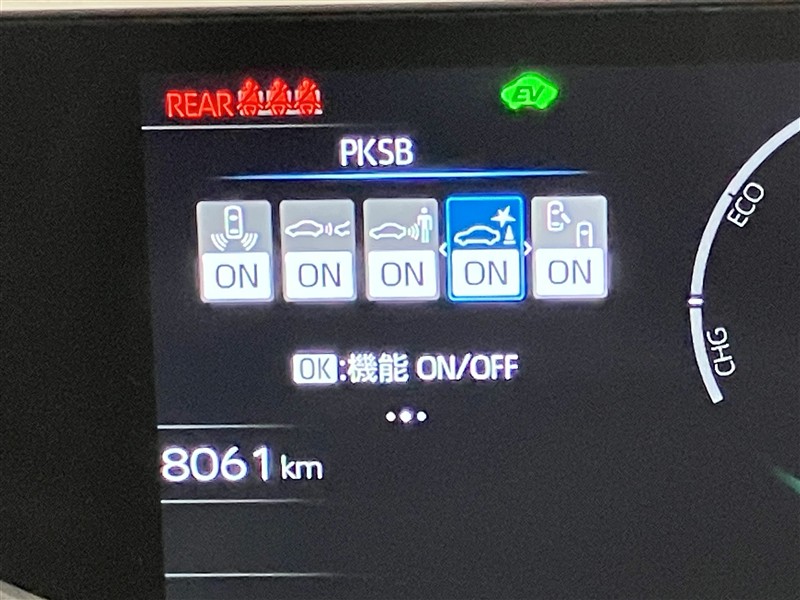 REAR
EV
PKSB
ON ON ON ON ON
OK:機能 ON/OFF
8061 km
ECO
CHG